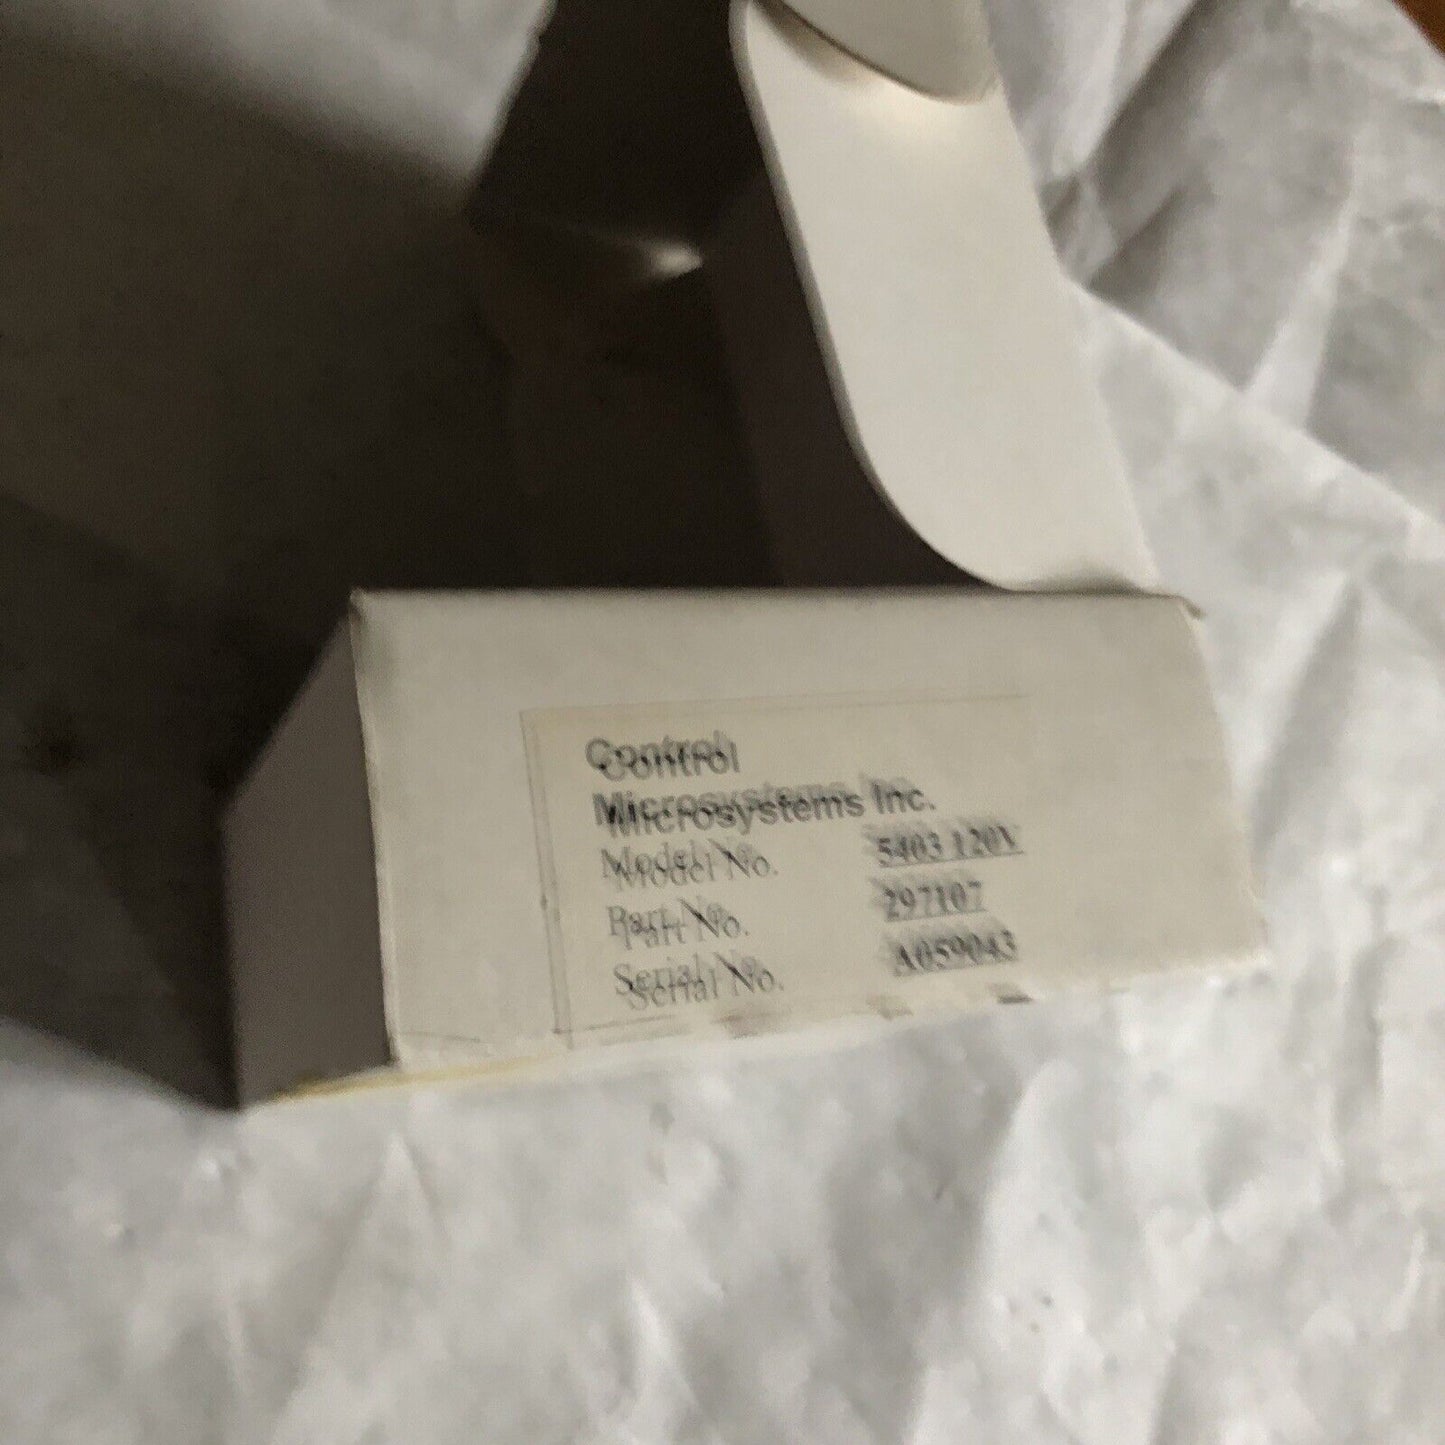 Control
Microsystems Inc.
Model No. 5403 120V
Part No. 297107
Serial No. A059043